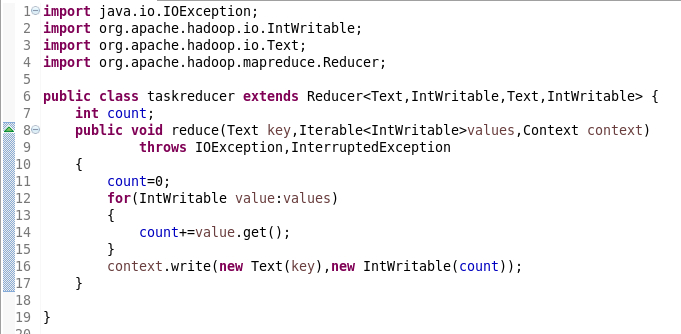 1 import java.io.IOException;
2 import org.apache.hadoop.io.IntWritable;
3 import org.apache.hadoop.io.Text;
4 import org.apache.hadoop.mapreduce.Reducer;
5
6 public class taskreducer extends Reducer<Text,IntWritable,Text,IntWritable> {
7     int count;
8     public void reduce(Text key,Iterable<IntWritable>values,Context context)
9             throws IOException,InterruptedException
10     {
11         count=0;
12         for(IntWritable value:values)
13         {
14             count+=value.get();
15         }
16         context.write(new Text(key),new IntWritable(count));
17     }
18
19 }
20